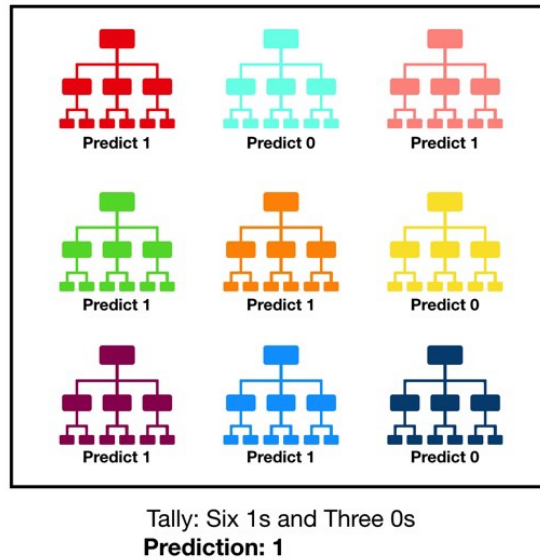 Predict 1 Predict 0 Predict 1
Predict 1 Predict 1 Predict 0
Predict 1 Predict 1 Predict 0
Tally: Six 1s and Three 0s
Prediction: 1